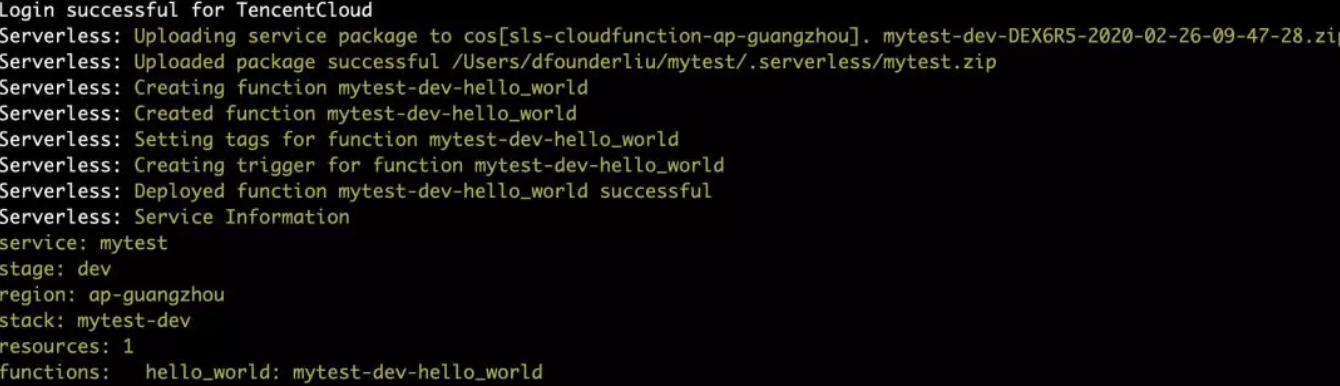 Login successful for TencentCloud
Serverless: Uploading service package to cos[sls-cloudfunction-ap-guangzhou]. mytest-dev-DEX6R5-2020-02-26-09-47-28.zip
Serverless: Uploaded package successful /Users/dfounderliu/mytest/.serverless/mytest.zip
Serverless: Creating function mytest-dev-hello_world
Serverless: Created function mytest-dev-hello_world
Serverless: Setting tags for function mytest-dev-hello_world
Serverless: Creating trigger for function mytest-dev-hello_world
Serverless: Deployed function mytest-dev-hello_world successful
Serverless: Service Information
service: mytest
stage: dev
region: ap-guangzhou
stack: mytest-dev
resources: 1
functions:   hello_world: mytest-dev-hello_world